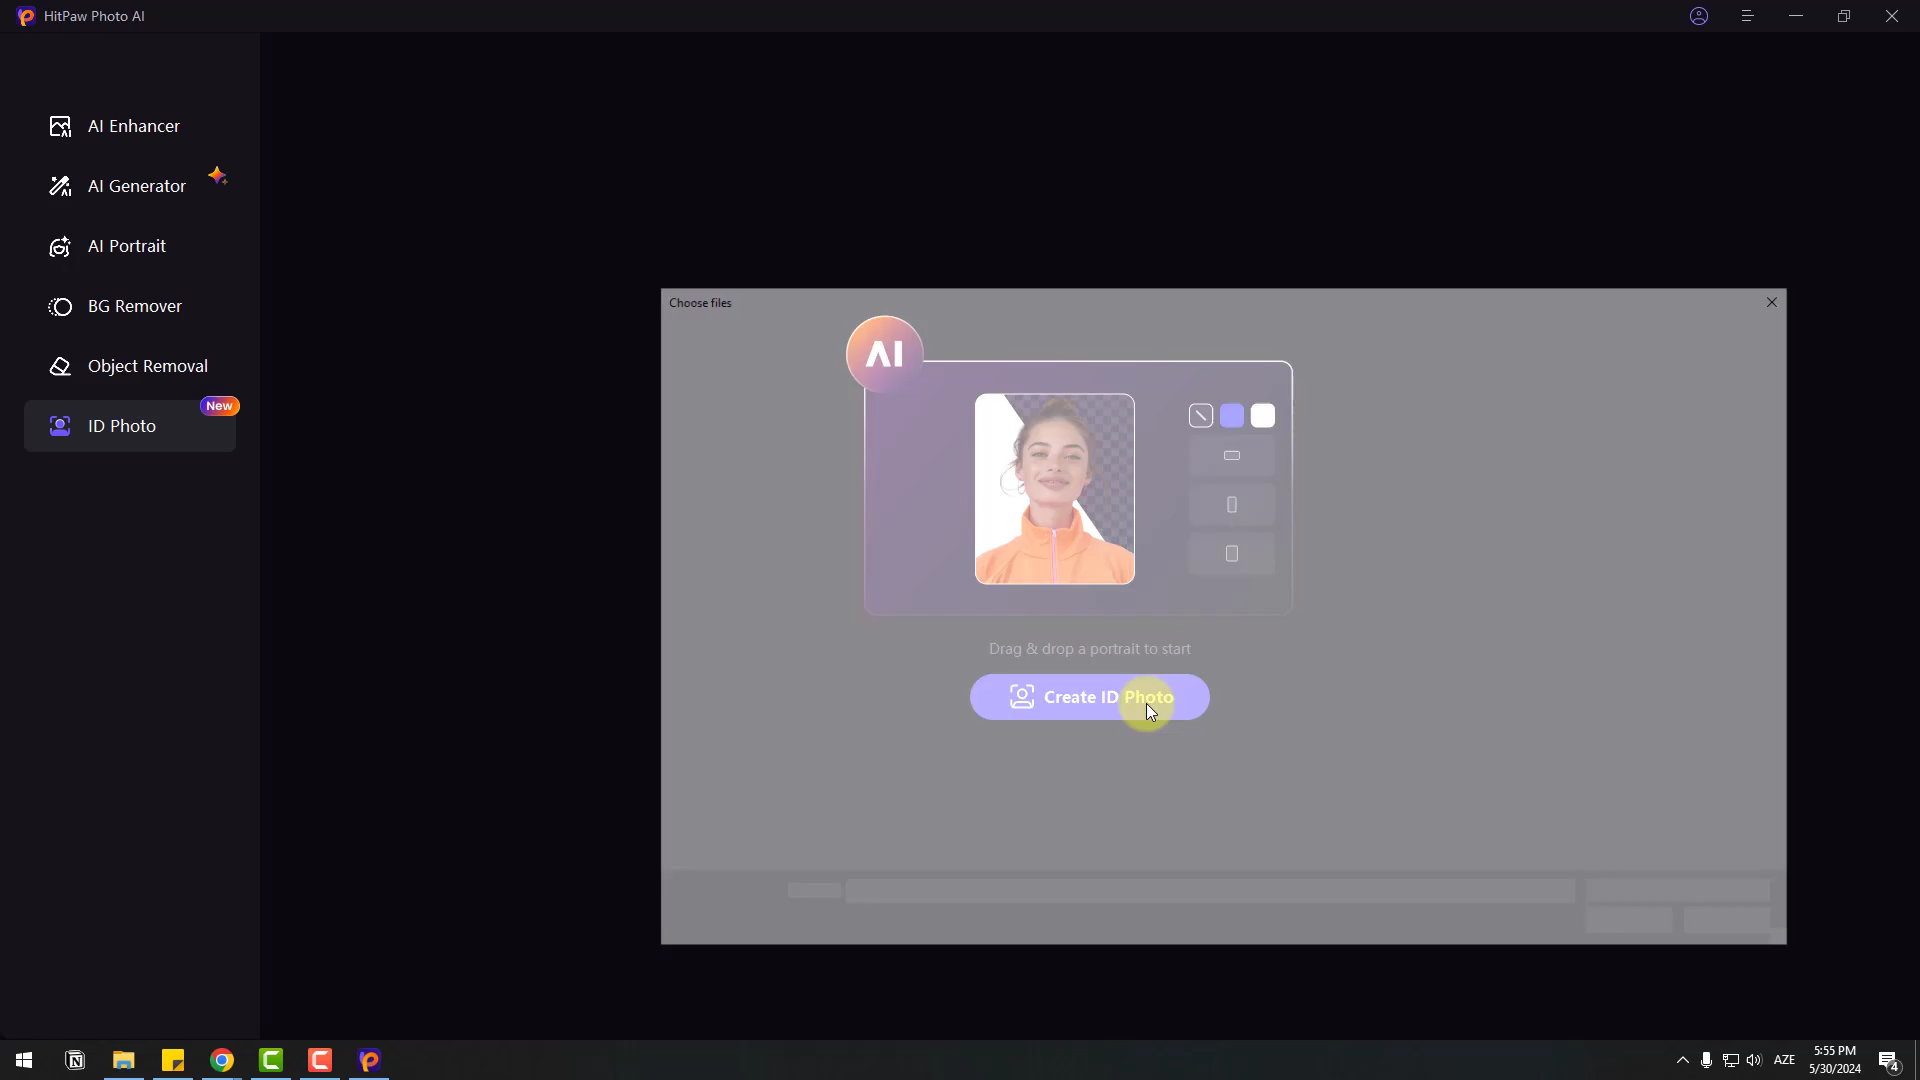 HitPaw Photo AI
AI Enhancer
AI Generator
AI Portrait
BG Remover
Object Removal
New
ID Photo
Choose files
AI
Drag & drop a portrait to start
Create ID Photo
AZE
5:55 PM
5/30/2024
4